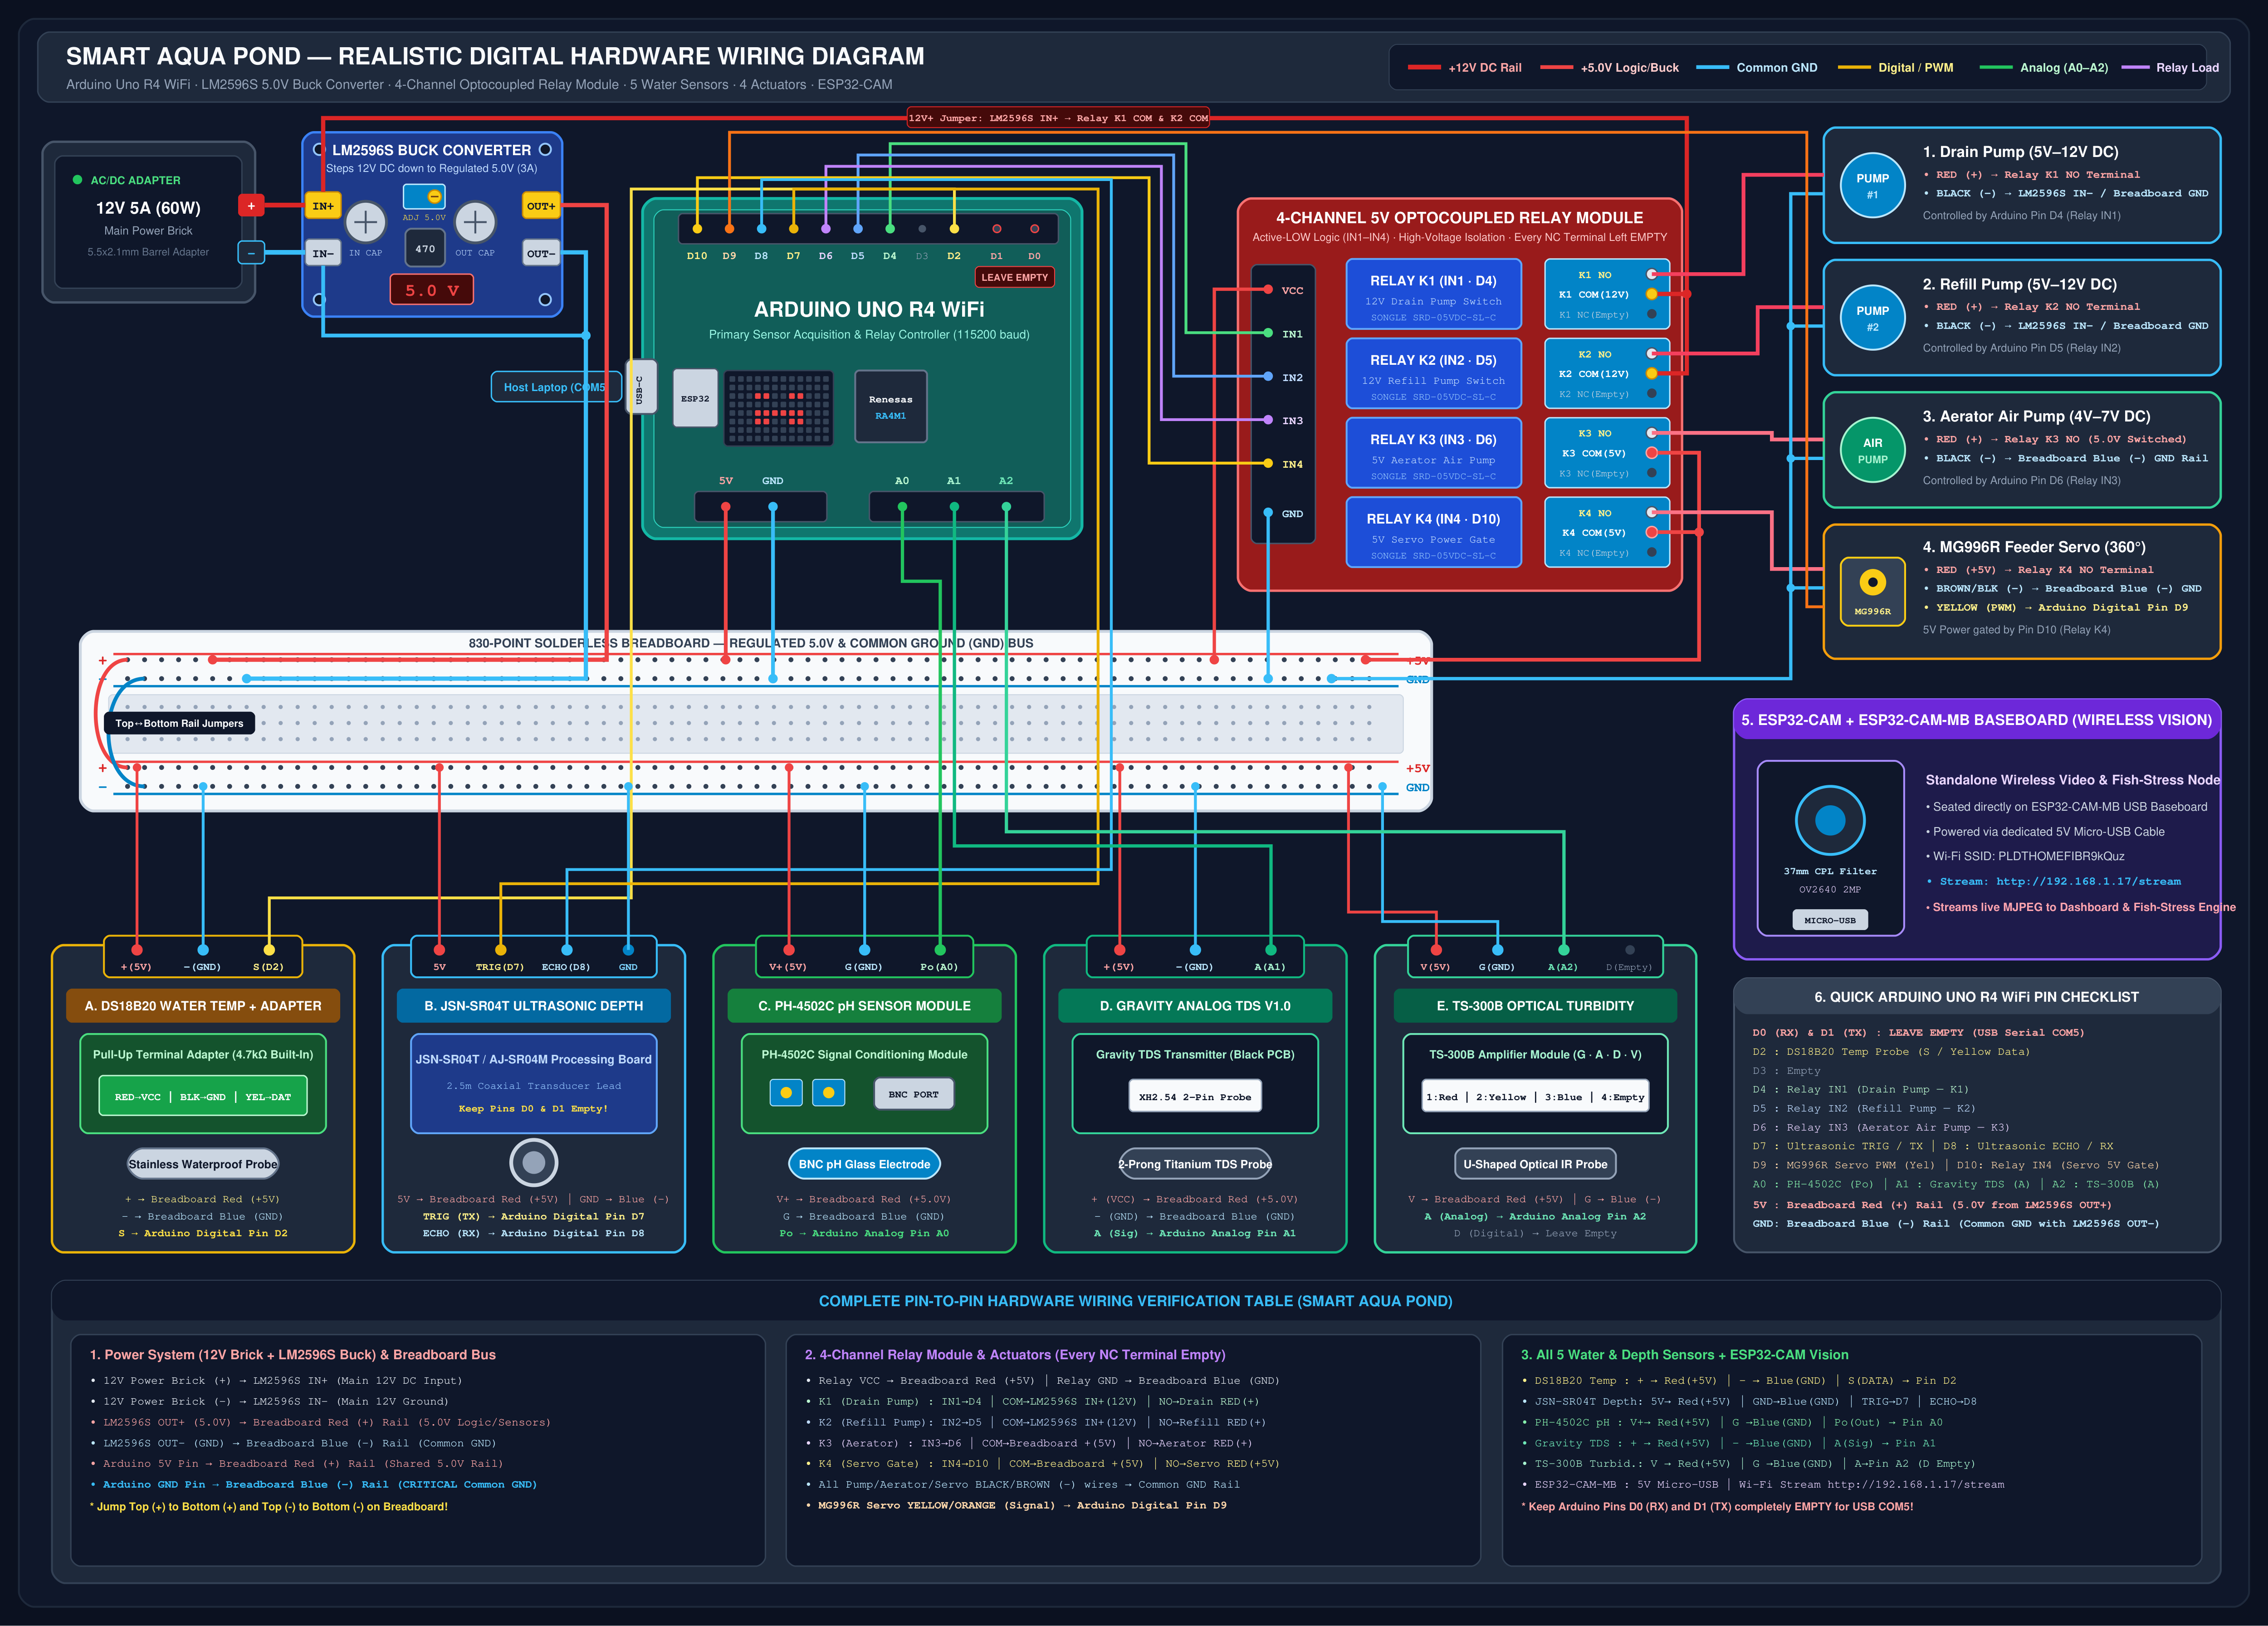 SMART AQUA POND — REALISTIC DIGITAL HARDWARE WIRING DIAGRAM
Arduino Uno R4 WiFi · LM2596S 5.0V Buck Converter · 4-Channel Optocoupled Relay Module · 5 Water Sensors · 4 Actuators · ESP32-CAM
+12V DC Rail
+5.0V Logic/Buck
Common GND
Digital / PWM
Analog (A0–A2)
Relay Load
12V+ Jumper: LM2596S IN+ → Relay K1 COM & K2 COM
AC/DC ADAPTER
12V 5A (60W)
Main Power Brick
5.5x2.1mm Barrel Adapter
+
−
LM2596S BUCK CONVERTER
Steps 12V DC down to Regulated 5.0V (3A)
IN+
IN-
ADJ 5.0V
470
IN CAP
OUT CAP
OUT+
OUT-
5.0 V
D10 D9 D8 D7 D6 D5 D4 D3 D2 D1 D0
LEAVE EMPTY
ARDUINO UNO R4 WiFi
Primary Sensor Acquisition & Relay Controller (115200 baud)
Host Laptop (COM5
USB-C
ESP32
Renesas
RA4M1
5V GND
A0 A1 A2
4-CHANNEL 5V OPTOCOUPLED RELAY MODULE
Active-LOW Logic (IN1–IN4) · High-Voltage Isolation · Every NC Terminal Left EMPTY
VCC
IN1
IN2
IN3
IN4
GND
RELAY K1 (IN1 · D4)
12V Drain Pump Switch
SONGLE SRD-05VDC-SL-C
K1 NO
K1 COM(12V)
K1 NC(Empty)
RELAY K2 (IN2 · D5)
12V Refill Pump Switch
SONGLE SRD-05VDC-SL-C
K2 NO
K2 COM(12V)
K2 NC(Empty)
RELAY K3 (IN3 · D6)
5V Aerator Air Pump
SONGLE SRD-05VDC-SL-C
K3 NO
K3 COM(5V)
K3 NC(Empty)
RELAY K4 (IN4 · D10)
5V Servo Power Gate
SONGLE SRD-05VDC-SL-C
K4 NO
K4 COM(5V)
K4 NC(Empty)
PUMP
#1
1. Drain Pump (5V–12V DC)
• RED (+) → Relay K1 NO Terminal
• BLACK (−) → LM2596S IN− / Breadboard GND
Controlled by Arduino Pin D4 (Relay IN1)
PUMP
#2
2. Refill Pump (5V–12V DC)
• RED (+) → Relay K2 NO Terminal
• BLACK (−) → LM2596S IN− / Breadboard GND
Controlled by Arduino Pin D5 (Relay IN2)
AIR
PUMP
3. Aerator Air Pump (4V–7V DC)
• RED (+) → Relay K3 NO (5.0V Switched)
• BLACK (−) → Breadboard Blue (−) GND Rail
Controlled by Arduino Pin D6 (Relay IN3)
MG996R
4. MG996R Feeder Servo (360°)
• RED (+5V) → Relay K4 NO Terminal
• BROWN/BLK (−) → Breadboard Blue (−) GND
• YELLOW (PWM) → Arduino Digital Pin D9
5V Power gated by Pin D10 (Relay K4)
830-POINT SOLDERLESS BREADBOARD — REGULATED 5.0V & COMMON GROUND (GND) BUS
+
+5V
−
GND
Top↔Bottom Rail Jumpers
+
+5V
−
GND
5. ESP32-CAM + ESP32-CAM-MB BASEBOARD (WIRELESS VISION)
37mm CPL Filter
OV2640 2MP
MICRO-USB
Standalone Wireless Video & Fish-Stress Node
• Seated directly on ESP32-CAM-MB USB Baseboard
• Powered via dedicated 5V Micro-USB Cable
• Wi-Fi SSID: PLDTHOMEFIBR9kQuz
• Stream: http://192.168.1.17/stream
• Streams live MJPEG to Dashboard & Fish-Stress Engine
+(5V) −(GND) S(D2)
A. DS18B20 WATER TEMP + ADAPTER
Pull-Up Terminal Adapter (4.7kΩ Built-In)
RED→VCC │ BLK→GND │ YEL→DAT
Stainless Waterproof Probe
+ → Breadboard Red (+5V)
− → Breadboard Blue (GND)
S → Arduino Digital Pin D2
5V TRIG(D7) ECHO(D8) GND
B. JSN-SR04T ULTRASONIC DEPTH
JSN-SR04T / AJ-SR04M Processing Board
2.5m Coaxial Transducer Lead
Keep Pins D0 & D1 Empty!
5V → Breadboard Red (+5V) │ GND → Blue (−)
TRIG (TX) → Arduino Digital Pin D7
ECHO (RX) → Arduino Digital Pin D8
V+(5V) G(GND) Po(A0)
C. PH-4502C pH SENSOR MODULE
PH-4502C Signal Conditioning Module
BNC PORT
BNC pH Glass Electrode
V+ → Breadboard Red (+5.0V)
G → Breadboard Blue (GND)
Po → Arduino Analog Pin A0
+(5V) −(GND) A(A1)
D. GRAVITY ANALOG TDS V1.0
Gravity TDS Transmitter (Black PCB)
XH2.54 2-Pin Probe
2-Prong Titanium TDS Probe
+ (VCC) → Breadboard Red (+5.0V)
− (GND) → Breadboard Blue (GND)
A (Sig) → Arduino Analog Pin A1
V(5V) G(GND) A(A2) D(Empty)
E. TS-300B OPTICAL TURBIDITY
TS-300B Amplifier Module (G · A · D · V)
1:Red │ 2:Yellow │ 3:Blue │ 4:Empty
U-Shaped Optical IR Probe
V → Breadboard Red (+5V) │ G → Blue (−)
A (Analog) → Arduino Analog Pin A2
D (Digital) → Leave Empty
6. QUICK ARDUINO UNO R4 WiFi PIN CHECKLIST
D0 (RX) & D1 (TX) : LEAVE EMPTY (USB Serial COM5)
D2 : DS18B20 Temp Probe (S / Yellow Data)
D3 : Empty
D4 : Relay IN1 (Drain Pump — K1)
D5 : Relay IN2 (Refill Pump — K2)
D6 : Relay IN3 (Aerator Air Pump — K3)
D7 : Ultrasonic TRIG / TX │ D8 : Ultrasonic ECHO / RX
D9 : MG996R Servo PWM (Yel) │ D10: Relay IN4 (Servo 5V Gate)
A0 : PH-4502C (Po) │ A1 : Gravity TDS (A) │ A2 : TS-300B (A)
5V : Breadboard Red (+) Rail (5.0V from LM2596S OUT+)
GND: Breadboard Blue (−) Rail (Common GND with LM2596S OUT−)
COMPLETE PIN-TO-PIN HARDWARE WIRING VERIFICATION TABLE (SMART AQUA POND)
1. Power System (12V Brick + LM2596S Buck) & Breadboard Bus
• 12V Power Brick (+) → LM2596S IN+ (Main 12V DC Input)
• 12V Power Brick (−) → LM2596S IN− (Main 12V Ground)
• LM2596S OUT+ (5.0V) → Breadboard Red (+) Rail (5.0V Logic/Sensors)
• LM2596S OUT− (GND) → Breadboard Blue (−) Rail (Common GND)
• Arduino 5V Pin → Breadboard Red (+) Rail (Shared 5.0V Rail)
• Arduino GND Pin → Breadboard Blue (−) Rail (CRITICAL Common GND)
* Jump Top (+) to Bottom (+) and Top (-) to Bottom (-) on Breadboard!
2. 4-Channel Relay Module & Actuators (Every NC Terminal Empty)
• Relay VCC → Breadboard Red (+5V) │ Relay GND → Breadboard Blue (GND)
• K1 (Drain Pump) : IN1→D4 │ COM→LM2596S IN+(12V) │ NO→Drain RED(+)
• K2 (Refill Pump): IN2→D5 │ COM→LM2596S IN+(12V) │ NO→Refill RED(+)
• K3 (Aerator) : IN3→D6 │ COM→Breadboard +(5V) │ NO→Aerator RED(+)
• K4 (Servo Gate) : IN4→D10 │ COM→Breadboard +(5V) │ NO→Servo RED(+5V)
• All Pump/Aerator/Servo BLACK/BROWN (−) wires → Common GND Rail
• MG996R Servo YELLOW/ORANGE (Signal) → Arduino Digital Pin D9
3. All 5 Water & Depth Sensors + ESP32-CAM Vision
• DS18B20 Temp : + → Red(+5V) │ − → Blue(GND) │ S(DATA) → Pin D2
• JSN-SR04T Depth: 5V→ Red(+5V) │ GND→Blue(GND) │ TRIG→D7 │ ECHO→D8
• PH-4502C pH : V+→ Red(+5V) │ G →Blue(GND) │ Po(Out) → Pin A0
• Gravity TDS : + → Red(+5V) │ − →Blue(GND) │ A(Sig) → Pin A1
• TS-300B Turbid.: V → Red(+5V) │ G →Blue(GND) │ A→Pin A2 (D Empty)
• ESP32-CAM-MB : 5V Micro-USB │ Wi-Fi Stream http://192.168.1.17/stream
* Keep Arduino Pins D0 (RX) and D1 (TX) completely EMPTY for USB COM5!